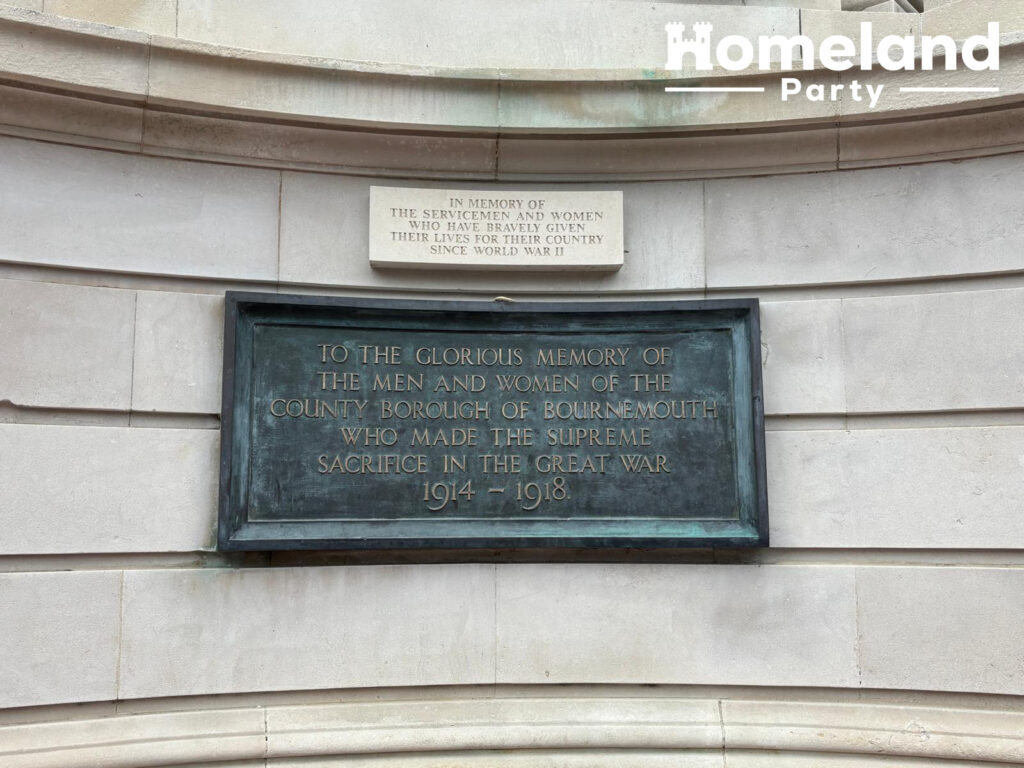 Homeland
Party
IN MEMORY OF
THE SERVICEMEN AND WOMEN
WHO HAVE BRAVELY GIVEN
THEIR LIVES FOR THEIR COUNTRY
SINCE WORLD WAR II
TO THE GLORIOUS MEMORY OF
THE MEN AND WOMEN OF THE
COUNTY BOROUGH OF BOURNEMOUTH
WHO MADE THE SUPREME
SACRIFICE IN THE GREAT WAR
1914 – 1918.